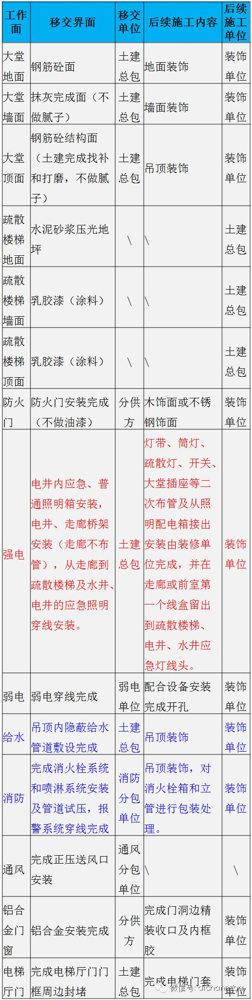 工作面 移交界面 移交单位 后续施工内容 后续施工单位
大堂地面 钢筋砼面 土建总包 地面装饰 装饰单位
大堂墙面 抹灰完成面（不做腻子） 土建总包 墙面装饰 装饰单位
大堂顶面 钢筋砼结构面（土建完成找补和打磨，不做腻子） 土建总包 吊顶装饰 装饰单位
疏散楼梯地面 水泥砂浆压光地坪 \ \ 土建总包
疏散楼梯墙面 乳胶漆（涂料） \ \ 土建总包
疏散楼梯顶面 乳胶漆（涂料） \ \ 土建总包
防火门 防火门安装完成（不做油漆） 分供方 木饰面或不锈钢饰面 装饰单位
强电 电井内应急、普通照明箱安装，电井、走廊桥架安装（走廊不布管），从走廊到疏散楼梯及水井、电井的应急照明穿线安装。 土建总包 灯带、筒灯、疏散灯、开关、大堂插座等二次布管及从照明配电箱接出安装由装修单位完成，并在走廊或前室第一个线盒留出到疏散楼梯、电井、水井应急灯线头。 装饰单位
弱电 弱电穿线完成 弱电单位 配合设备安装完成开孔 装饰单位
给水 吊顶内隐蔽给水管道敷设完成 土建总包 吊顶装饰 装饰单位
消防 完成消火栓系统和喷淋系统安装及管道试压，报警系统穿线完成 消防分包单位 吊顶装饰，对消火栓箱和立管进行包装处理。 装饰单位
通风 完成正压送风口安装 通风分包单位 \ \
铝合金门窗 铝合金安装完成 分供方 完成门洞边精装收口及内框胶 装饰单位
电梯厅门 完成电梯厅门门框周边封堵 土建总包 完成电梯门套 装饰单位
微信号: dichanmba